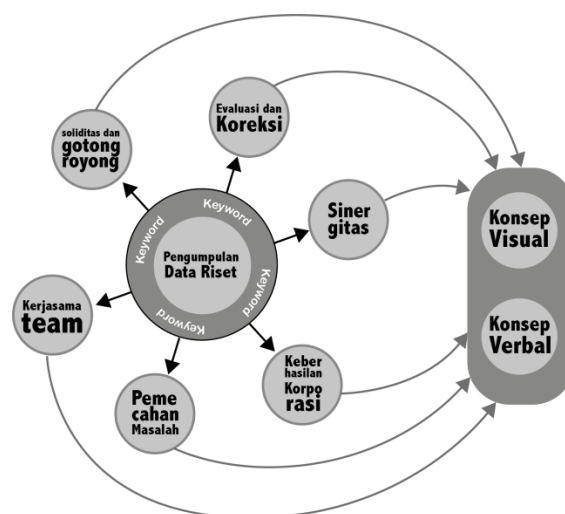 Evaluasi dan
Koreksi
soliditas dan
gotong
royong
Keyword
Keyword
Keyword
Keyword
Pengumpulan
Data Riset
Siner
gitas
Konsep
Visual
Konsep
Verbal
Kerjasama
team
Keber
hasilan
Korpo
rasi
Peme
cahan
Masalah